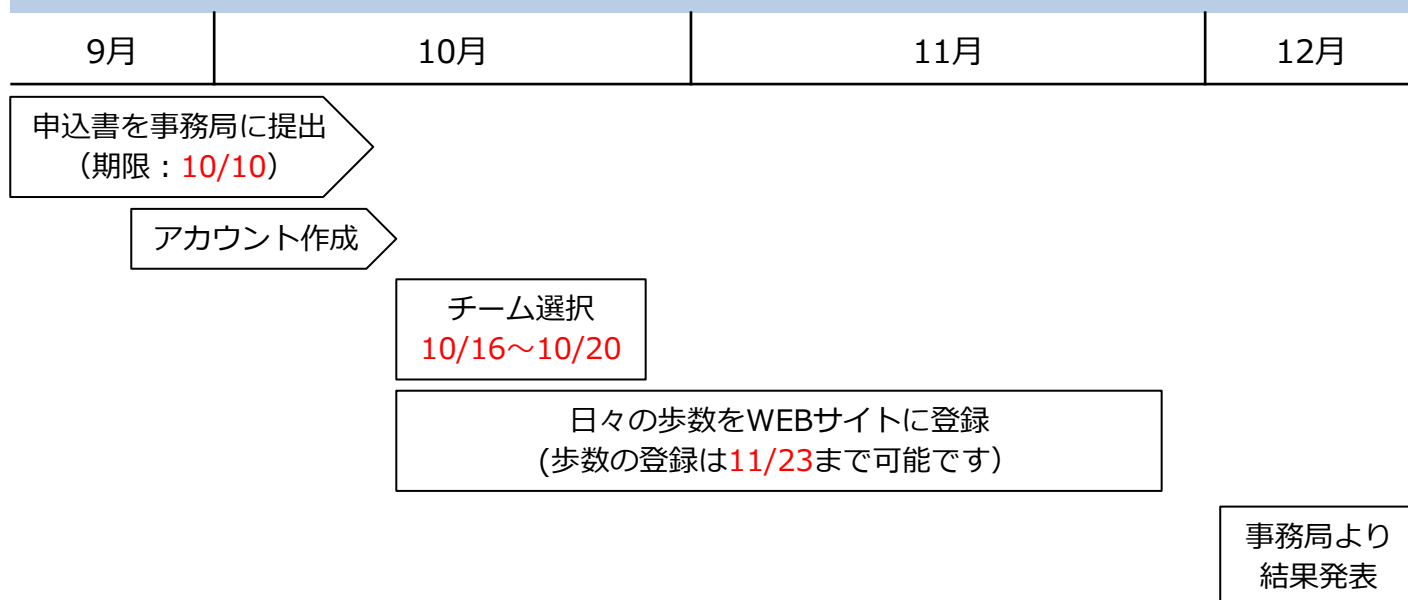 9月 10月 11月 12月
申込書を事務局に提出
（期限：10/10）
アカウント作成
チーム選択
10/16～10/20
日々の歩数をWEBサイトに登録
(歩数の登録は11/23まで可能です）
事務局より
結果発表